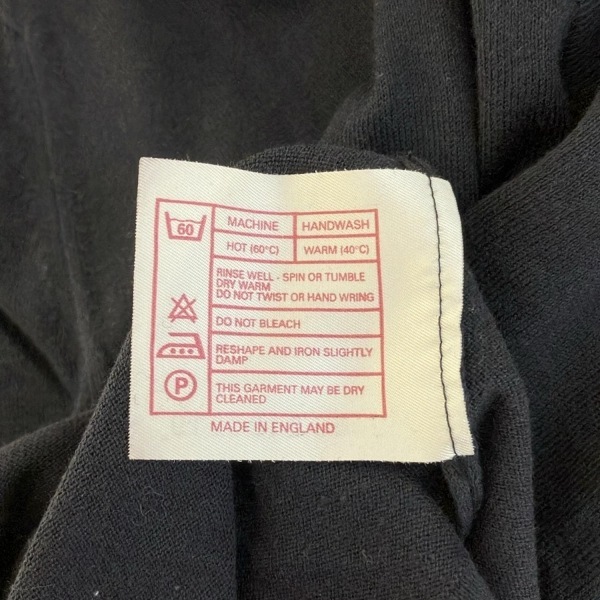 60 MACHINE HANDWASH
HOT (60°C) WARM (40°C)
RINSE WELL - SPIN OR TUMBLE
DRY WARM
DO NOT TWIST OR HAND WRING
DO NOT BLEACH
RESHAPE AND IRON SLIGHTLY
DAMP
P THIS GARMENT MAY BE DRY
CLEANED
MADE IN ENGLAND